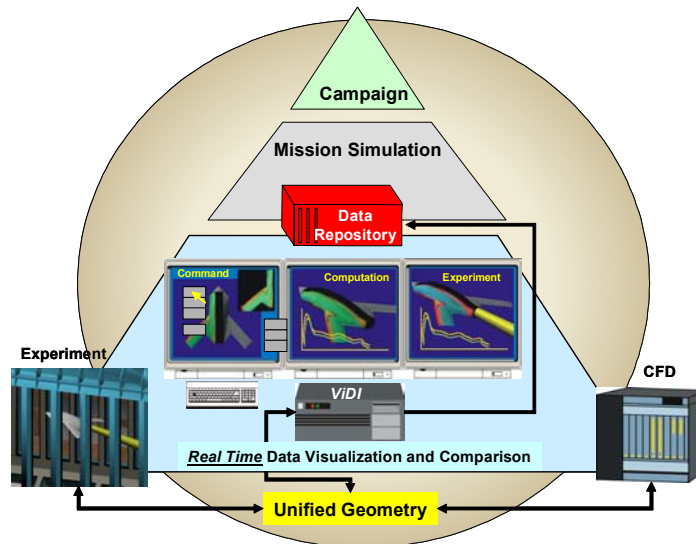 Campaign
Mission Simulation
Data
Repository
Command
Computation
Experiment
Experiment
CFD
ViDI
Real Time Data Visualization and Comparison
Unified Geometry